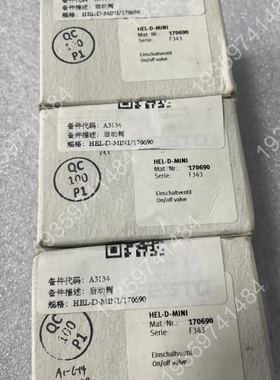 QC
100
P1
规格: HEL-D-MINI/170690
HEL-D-MINI
Mat.-Nr.: 170690
Serie: F343
Einschaltventil
On/off valve
QC
100
P1
备件代码: A3134
备件描述: 启动阀
规格: HEL-D-MINI/170690
HEL-D-MINI
Mat.-Nr.: 170690
Serie: F343
Einschaltventil
On/off valve
QC
100
P1
备件代码: A3134
备件描述: 启动阀
规格: HEL-D-MINI/170690
HEL-D-MINI
Mat.-Nr.: 170690
Serie: F343
Einschaltventil
On/off valve